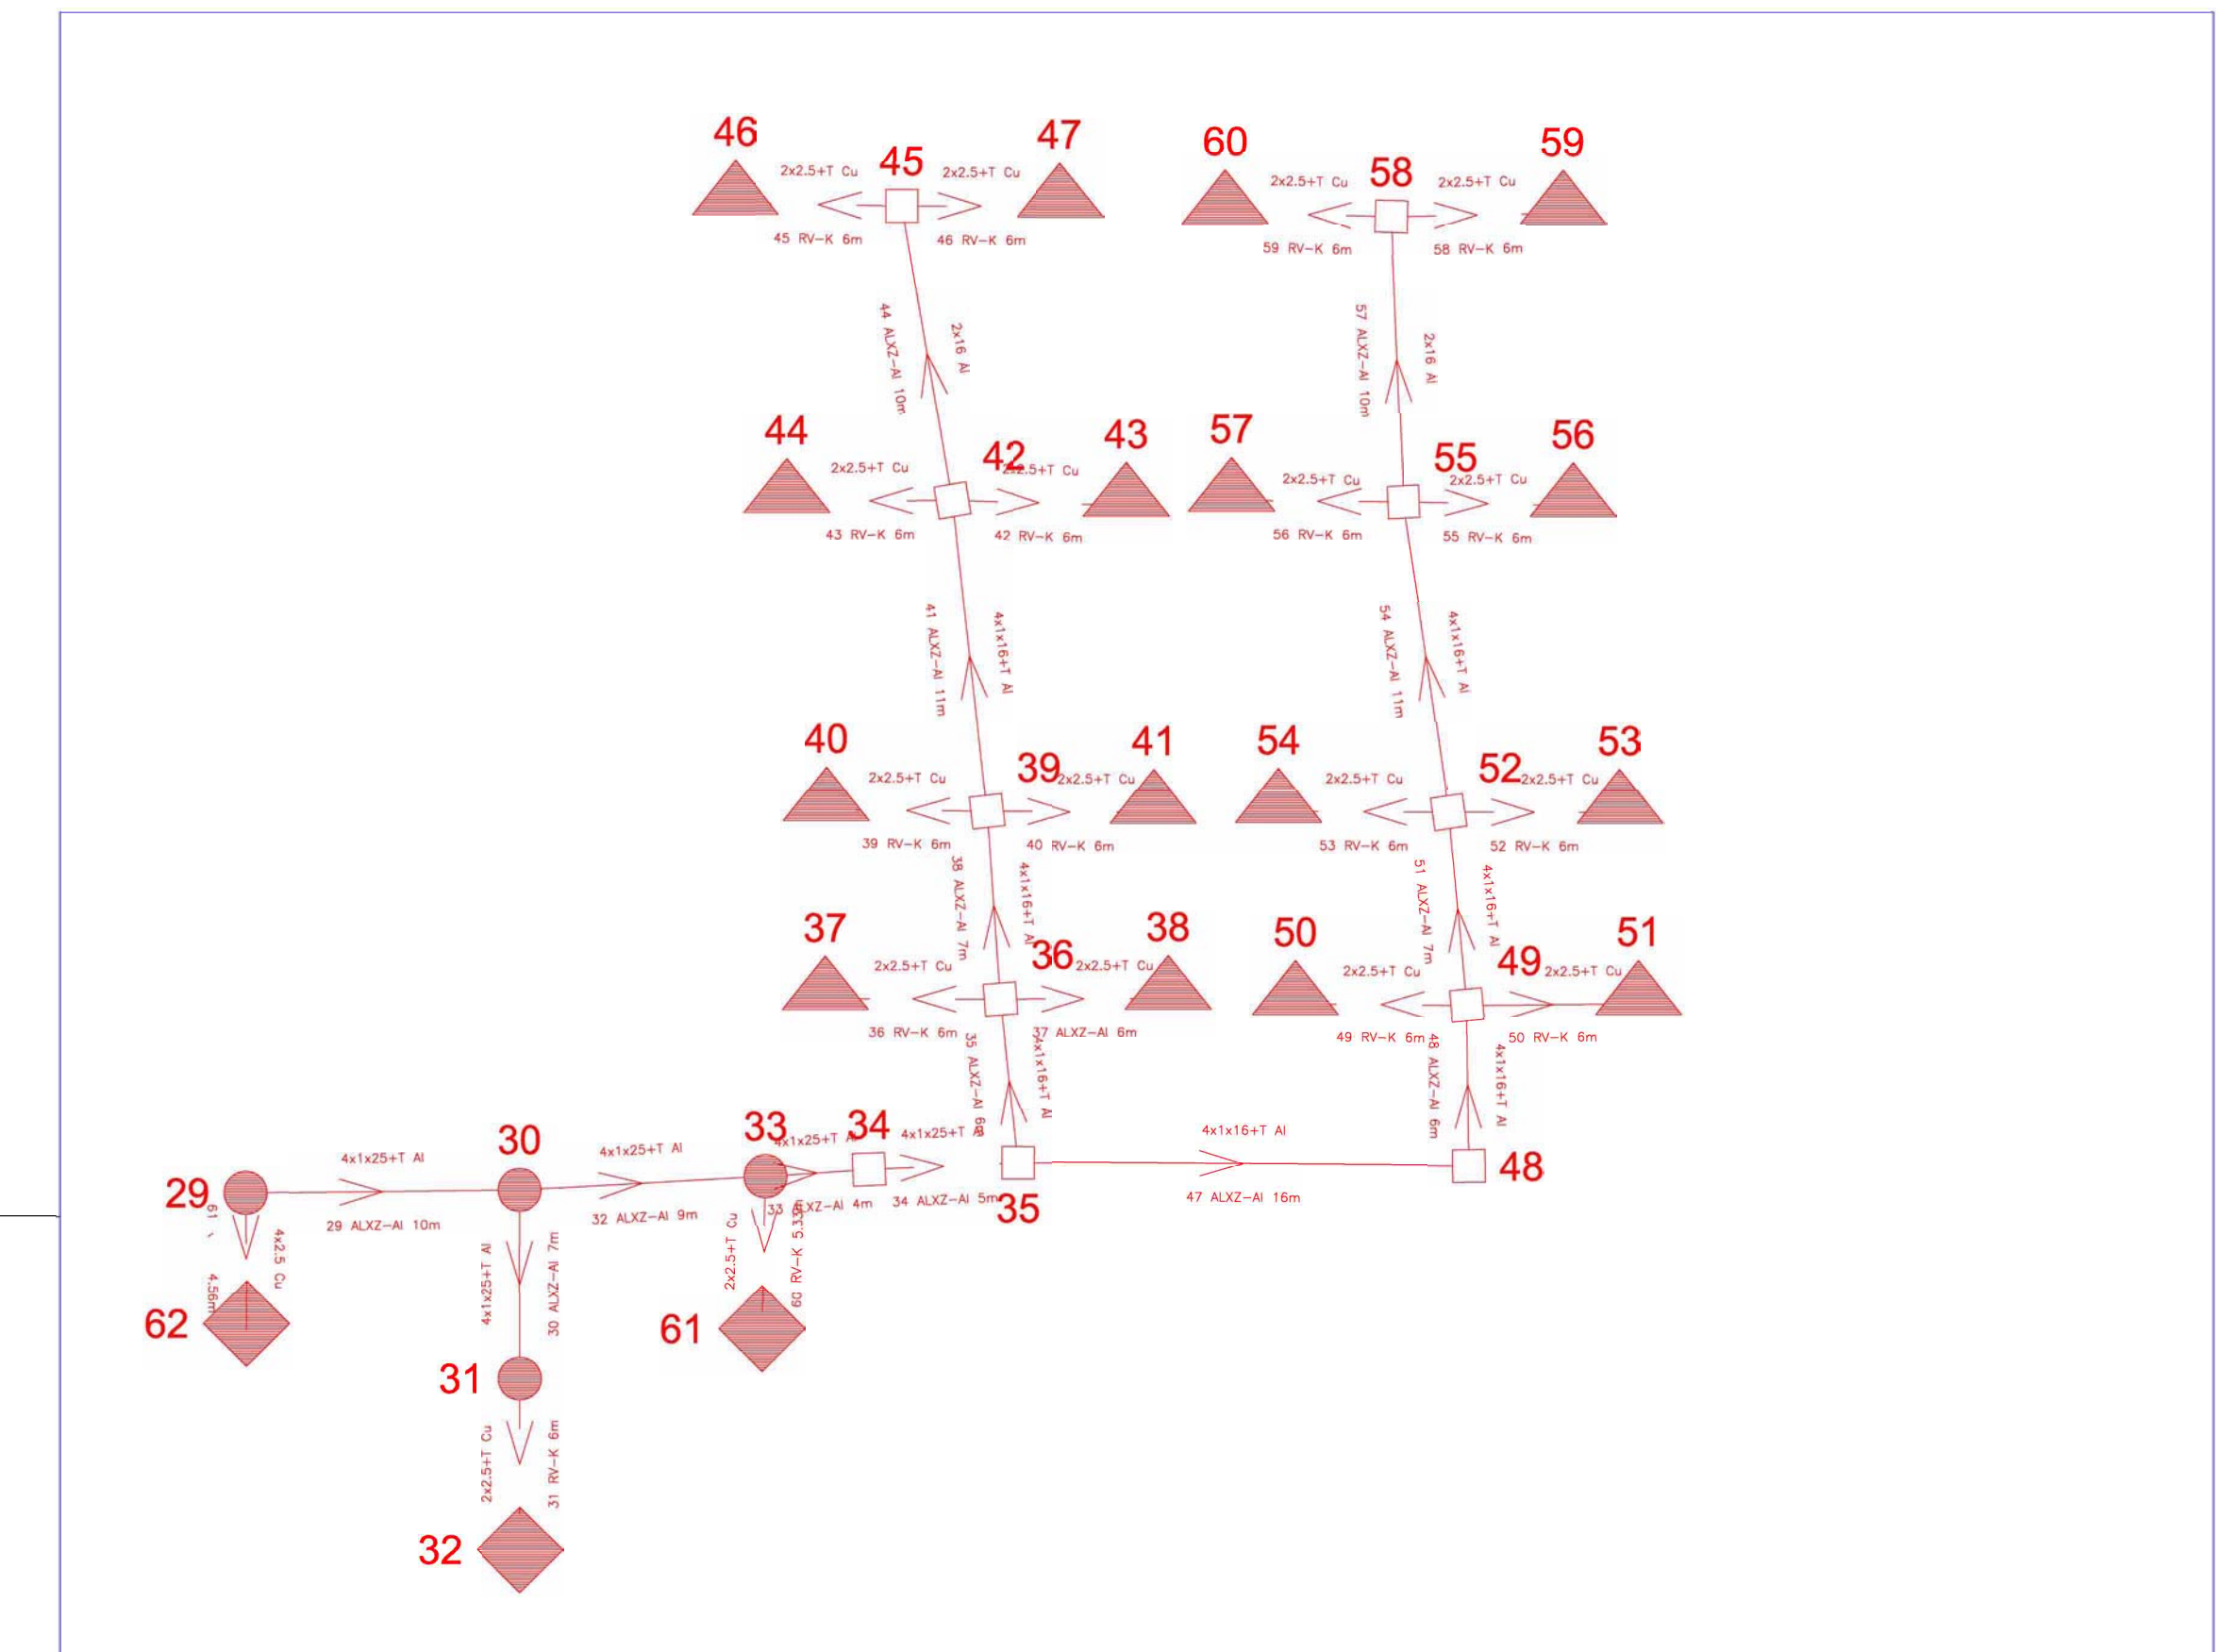 46
47
60
59
45
58
2x2.5+T Cu
2x2.5+T Cu
2x2.5+T Cu
2x2.5+T Cu
45 RV-K 6m
46 RV-K 6m
59 RV-K 6m
58 RV-K 6m
44 ALXZ-Al 10m
2x16 Al
57 ALXZ-Al 10m
2x16 Al
44
43
57
56
42
55
2x2.5+T Cu
2x2.5+T Cu
2x2.5+T Cu
2x2.5+T Cu
43 RV-K 6m
42 RV-K 6m
56 RV-K 6m
55 RV-K 6m
41 ALXZ-Al 11m
4x1x16+T Al
54 ALXZ-Al 11m
4x1x16+T Al
40
41
54
53
39
52
2x2.5+T Cu
2x2.5+T Cu
2x2.5+T Cu
2x2.5+T Cu
39 RV-K 6m
40 RV-K 6m
53 RV-K 6m
52 RV-K 6m
38 ALXZ-Al 7m
4x1x16+T Al
51 ALXZ-Al 7m
4x1x16+T Al
37
38
50
51
36
49
2x2.5+T Cu
2x2.5+T Cu
2x2.5+T Cu
2x2.5+T Cu
36 RV-K 6m
37 ALXZ-Al 6m
49 RV-K 6m
50 RV-K 6m
35 ALXZ-Al 6m
4x1x16+T Al
48 ALXZ-Al 6m
4x1x16+T Al
30
33
34
4x1x25+T Al
4x1x25+T Al
4x1x25+T Al
4x1x25+T
4x1x16+T Al
29
35
48
29 ALXZ-Al 10m
32 ALXZ-Al 9m
33 ALXZ-Al 4m
34 ALXZ-Al 5m
47 ALXZ-Al 16m
61
4.56m
4x2.5 Cu
4x1x25+T Al
30 ALXZ-Al 7m
2x2.5+T Cu
60 RV-K 5.33m
62
61
31
2x2.5+T Cu
31 RV-K 6m
32